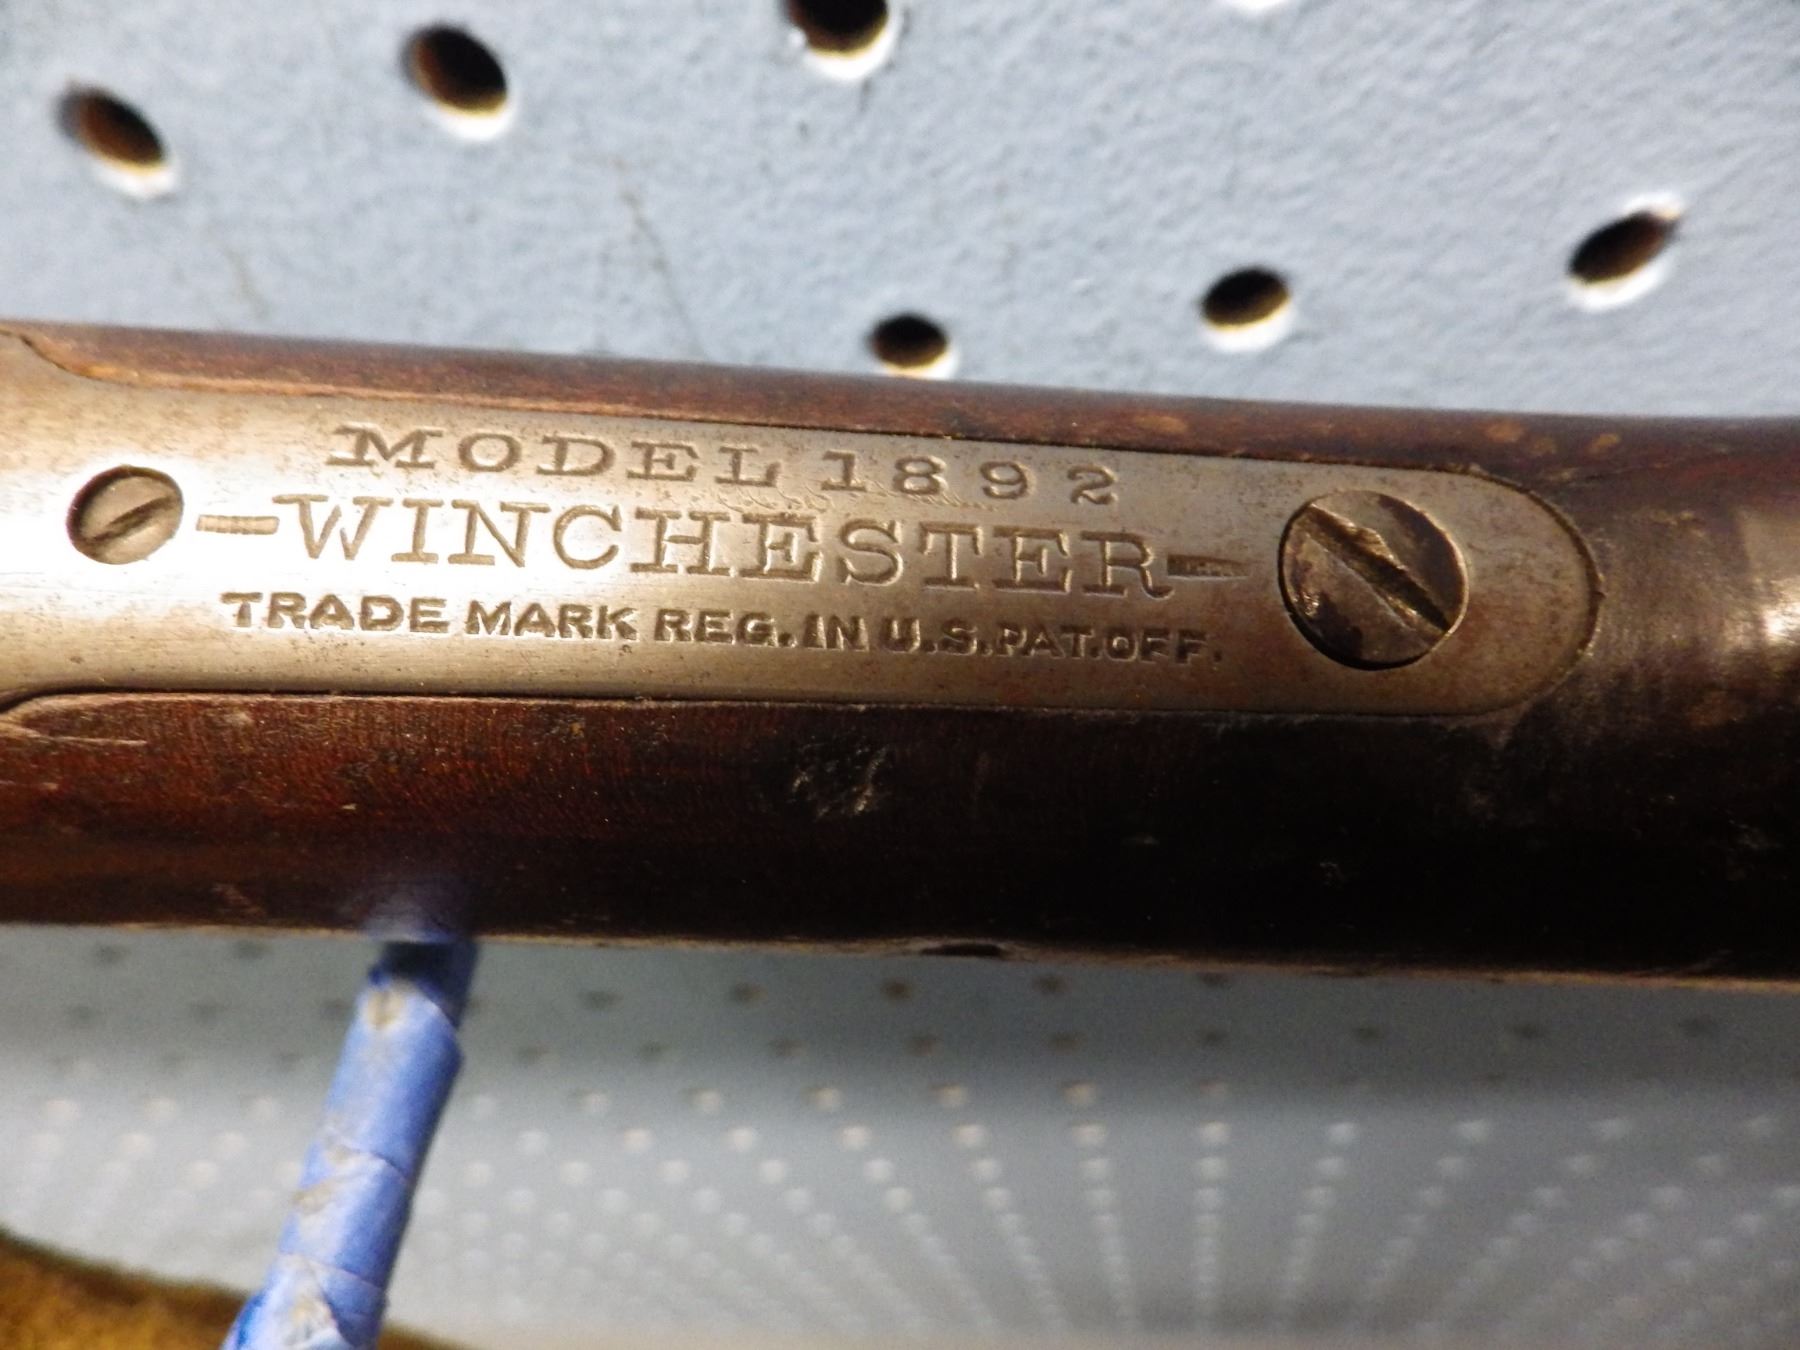 MODEL 1892
-WINCHESTER-
TRADE MARK REG. IN U.S. PAT. OFF.